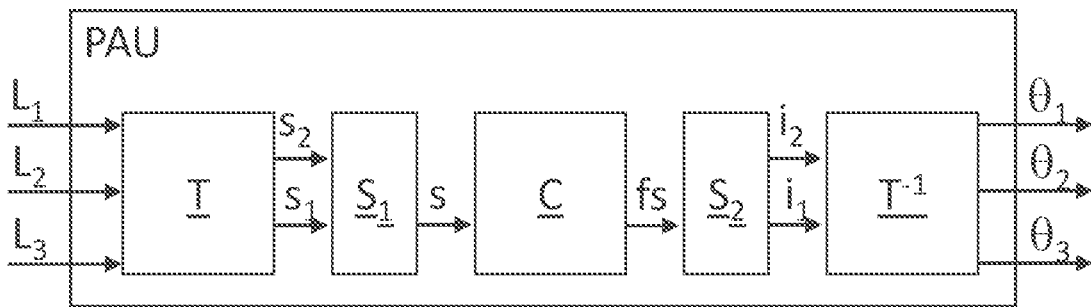 PAU
L₁
L₂
L₃
T
s₂
s₁
S₁
s
C
fs
S₂
i₂
i₁
T⁻¹
θ₁
θ₂
θ₃